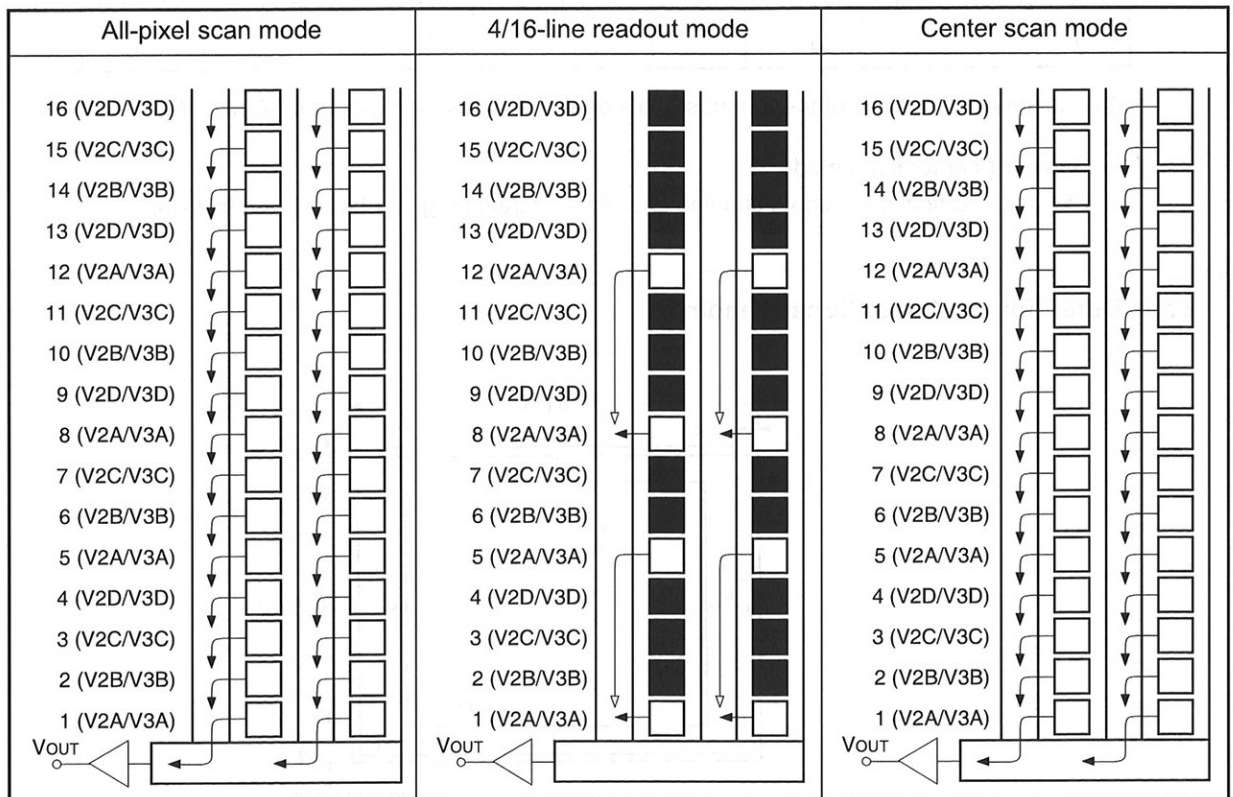 All-pixel scan mode
4/16-line readout mode
Center scan mode
16 (V2D/V3D)
15 (V2C/V3C)
14 (V2B/V3B)
13 (V2D/V3D)
12 (V2A/V3A)
11 (V2C/V3C)
10 (V2B/V3B)
9 (V2D/V3D)
8 (V2A/V3A)
7 (V2C/V3C)
6 (V2B/V3B)
5 (V2A/V3A)
4 (V2D/V3D)
3 (V2C/V3C)
2 (V2B/V3B)
1 (V2A/V3A)
VOUT
16 (V2D/V3D)
15 (V2C/V3C)
14 (V2B/V3B)
13 (V2D/V3D)
12 (V2A/V3A)
11 (V2C/V3C)
10 (V2B/V3B)
9 (V2D/V3D)
8 (V2A/V3A)
7 (V2C/V3C)
6 (V2B/V3B)
5 (V2A/V3A)
4 (V2D/V3D)
3 (V2C/V3C)
2 (V2B/V3B)
1 (V2A/V3A)
VOUT
16 (V2D/V3D)
15 (V2C/V3C)
14 (V2B/V3B)
13 (V2D/V3D)
12 (V2A/V3A)
11 (V2C/V3C)
10 (V2B/V3B)
9 (V2D/V3D)
8 (V2A/V3A)
7 (V2C/V3C)
6 (V2B/V3B)
5 (V2A/V3A)
4 (V2D/V3D)
3 (V2C/V3C)
2 (V2B/V3B)
1 (V2A/V3A)
VOUT